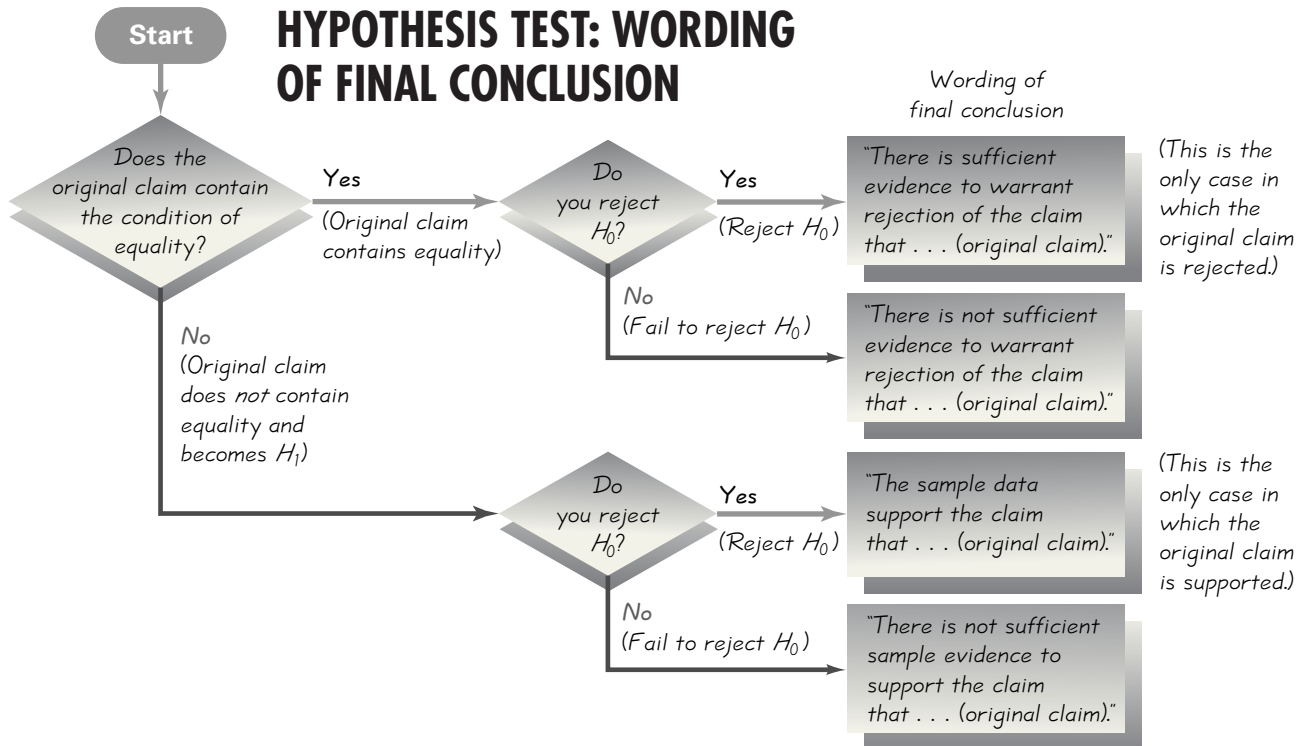 Start
HYPOTHESIS TEST: WORDING
OF FINAL CONCLUSION
Wording of
final conclusion
Does the
original claim contain
the condition of
equality?
Yes
(Original claim
contains equality)
Do
you reject
H₀?
Yes
(Reject H₀)
"There is sufficient
evidence to warrant
rejection of the claim
that . . . (original claim)."
(This is the
only case in
which the
original claim
is rejected.)
No
(Fail to reject H₀)
"There is not sufficient
evidence to warrant
rejection of the claim
that . . . (original claim)."
No
(Original claim
does not contain
equality and
becomes H₁)
Do
you reject
H₀?
Yes
(Reject H₀)
"The sample data
support the claim
that . . . (original claim)."
(This is the
only case in
which the
original claim
is supported.)
No
(Fail to reject H₀)
"There is not sufficient
sample evidence to
support the claim
that . . . (original claim)."